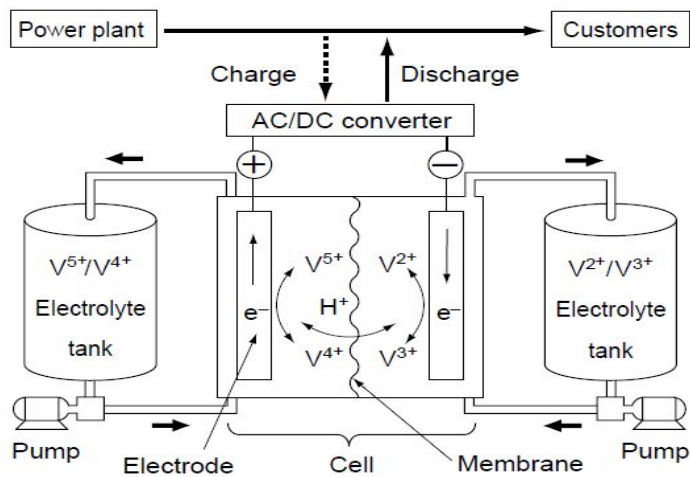 Power plant
Customers
Charge
Discharge
AC/DC converter
+
−
V⁵⁺/V⁴⁺
Electrolyte
tank
V⁵⁺
V²⁺
H⁺
e⁻
e⁻
V⁴⁺
V³⁺
V²⁺/V³⁺
Electrolyte
tank
Pump
Electrode
Cell
Membrane
Pump